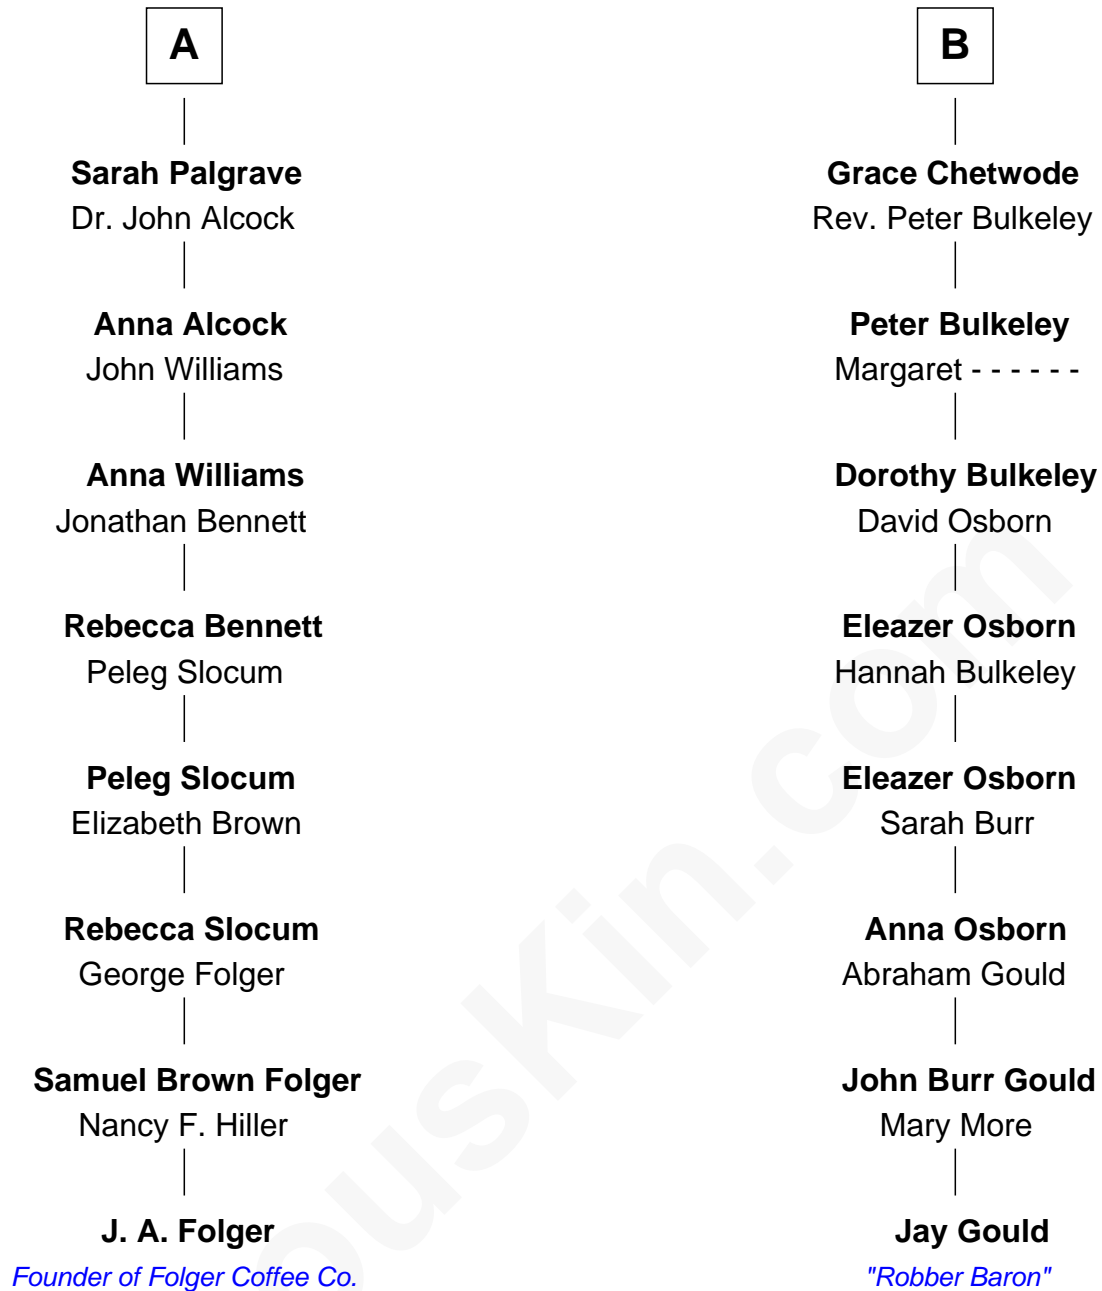 A
Sarah Palgrave
Dr. John Alcock
Anna Alcock
John Williams
Anna Williams
Jonathan Bennett
Rebecca Bennett
Peleg Slocum
Peleg Slocum
Elizabeth Brown
Rebecca Slocum
George Folger
Samuel Brown Folger
Nancy F. Hiller
J. A. Folger
Founder of Folger Coffee Co.
B
Grace Chetwode
Rev. Peter Bulkeley
Peter Bulkeley
Margaret - - - - - -
Dorothy Bulkeley
David Osborn
Eleazer Osborn
Hannah Bulkeley
Eleazer Osborn
Sarah Burr
Anna Osborn
Abraham Gould
John Burr Gould
Mary More
Jay Gould
"Robber Baron"
ousKin.com